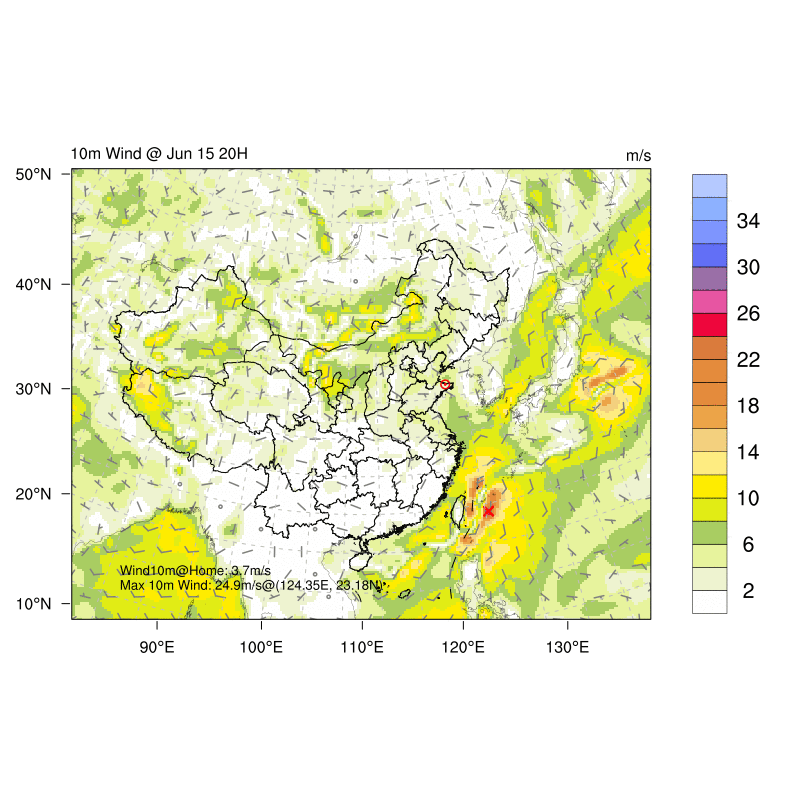 10m Wind @ Jun 15 20H
m/s
50°N
40°N
30°N
20°N
10°N
90°E
100°E
110°E
120°E
130°E
34
30
26
22
18
14
10
6
2
Wind10m@Home: 3.7m/s
Max 10m Wind: 24.9m/s@(124.35E, 23.18N)